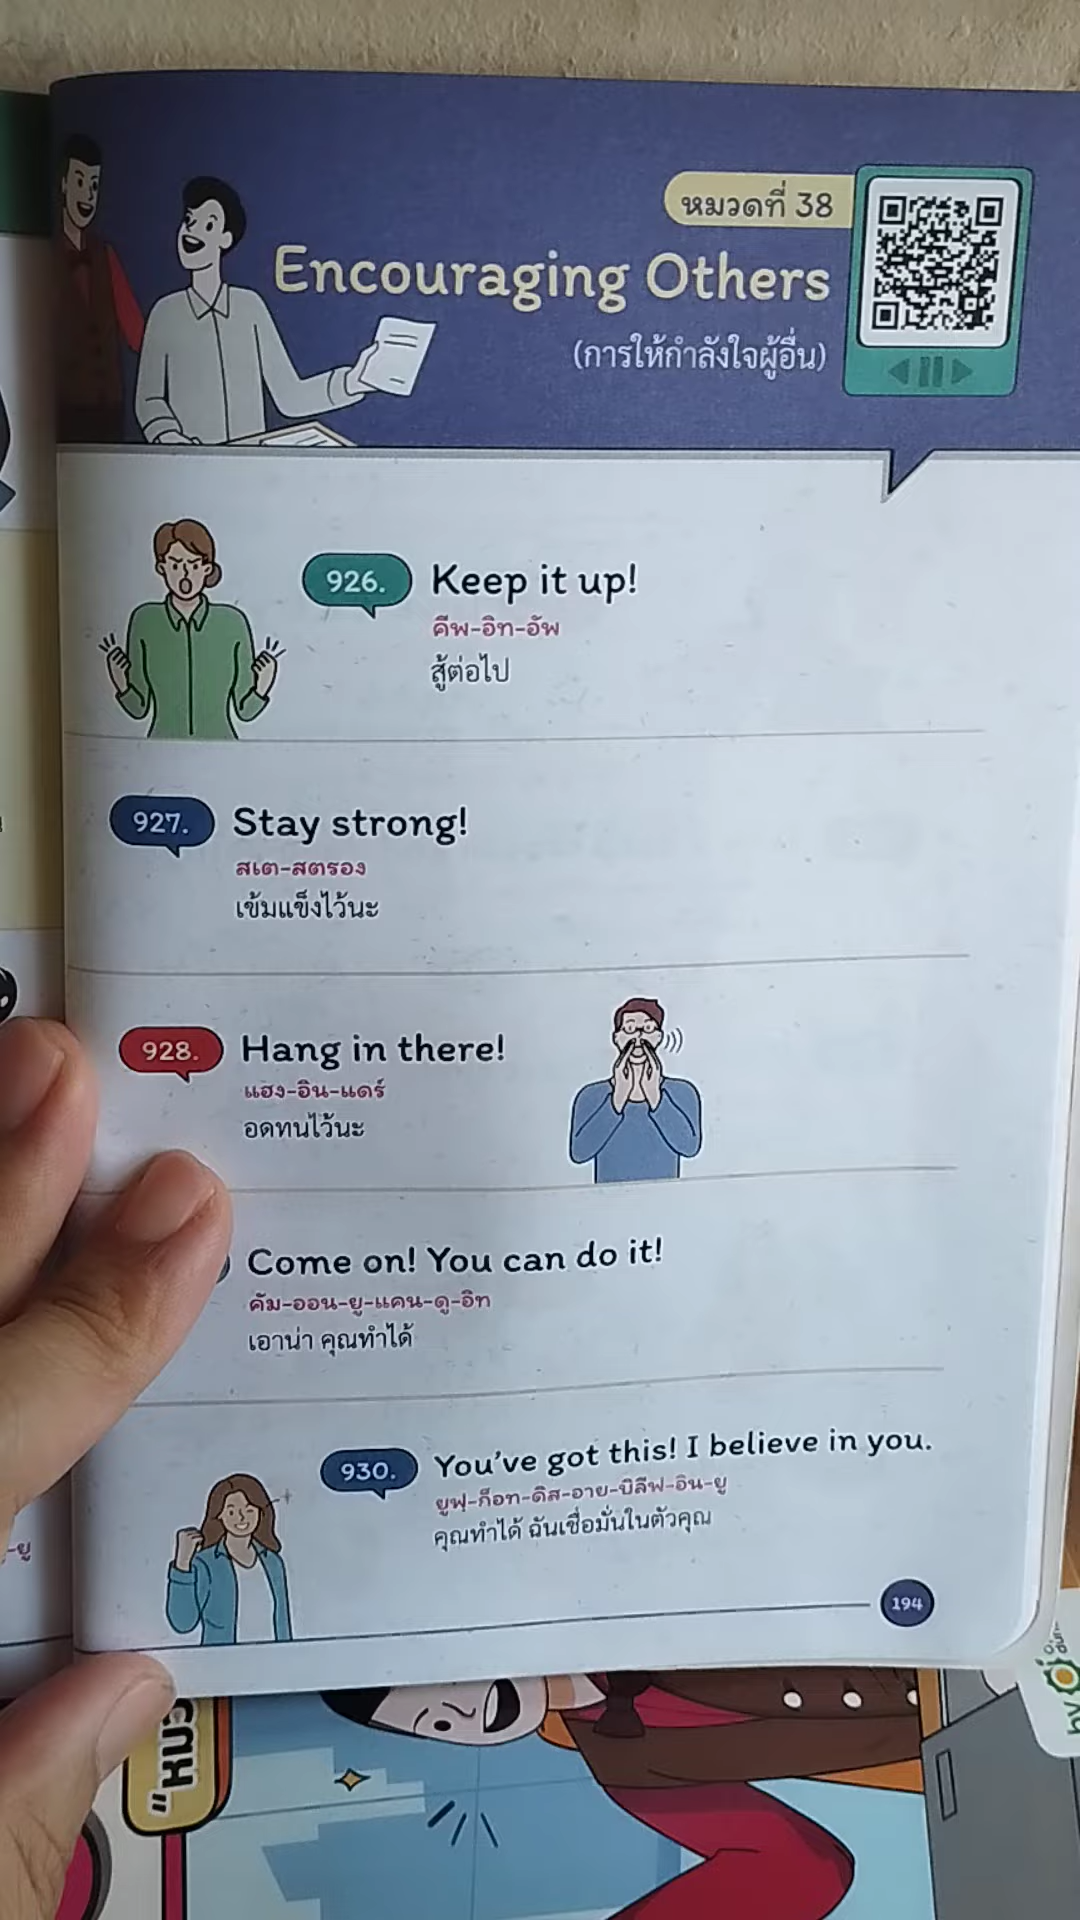 หมวดที่ 38
Encouraging Others
(การให้กำลังใจผู้อื่น)
926. Keep it up!
คีพ-อิท-อัพ
สู้ต่อไป
927. Stay strong!
สเต-สตรอง
เข้มแข็งไว้นะ
928. Hang in there!
แฮง-อิน-แดร์
อดทนไว้นะ
Come on! You can do it!
คัม-ออน-ยู-แคน-ดู-อิท
เอาน่า คุณทำได้
930. You've got this! I believe in you.
ยูฟ-ก็อท-ดิส-อาย-บิลีฟ-อิน-ยู
คุณทำได้ ฉันเชื่อมั่นในตัวคุณ
194
-ยู
by